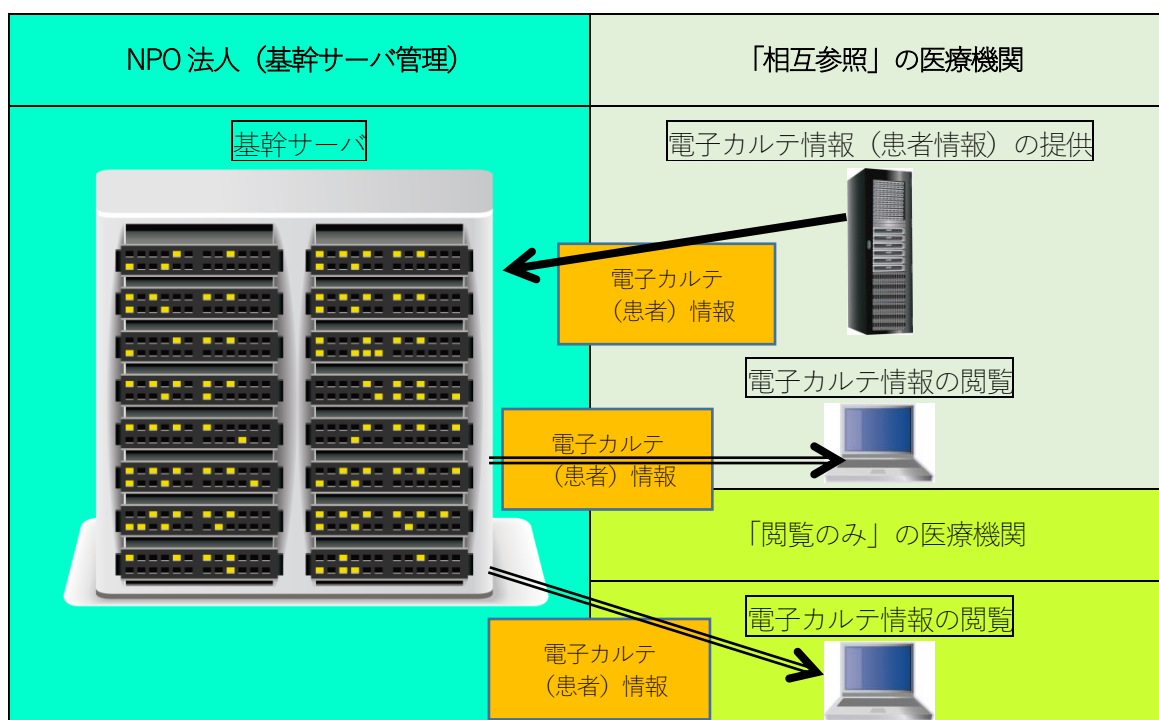 NPO 法人（基幹サーバ管理）
「相互参照」の医療機関
基幹サーバ
電子カルテ情報（患者情報）の提供
電子カルテ
（患者）情報
電子カルテ情報の閲覧
電子カルテ
（患者）情報
「閲覧のみ」の医療機関
電子カルテ情報の閲覧
電子カルテ
（患者）情報